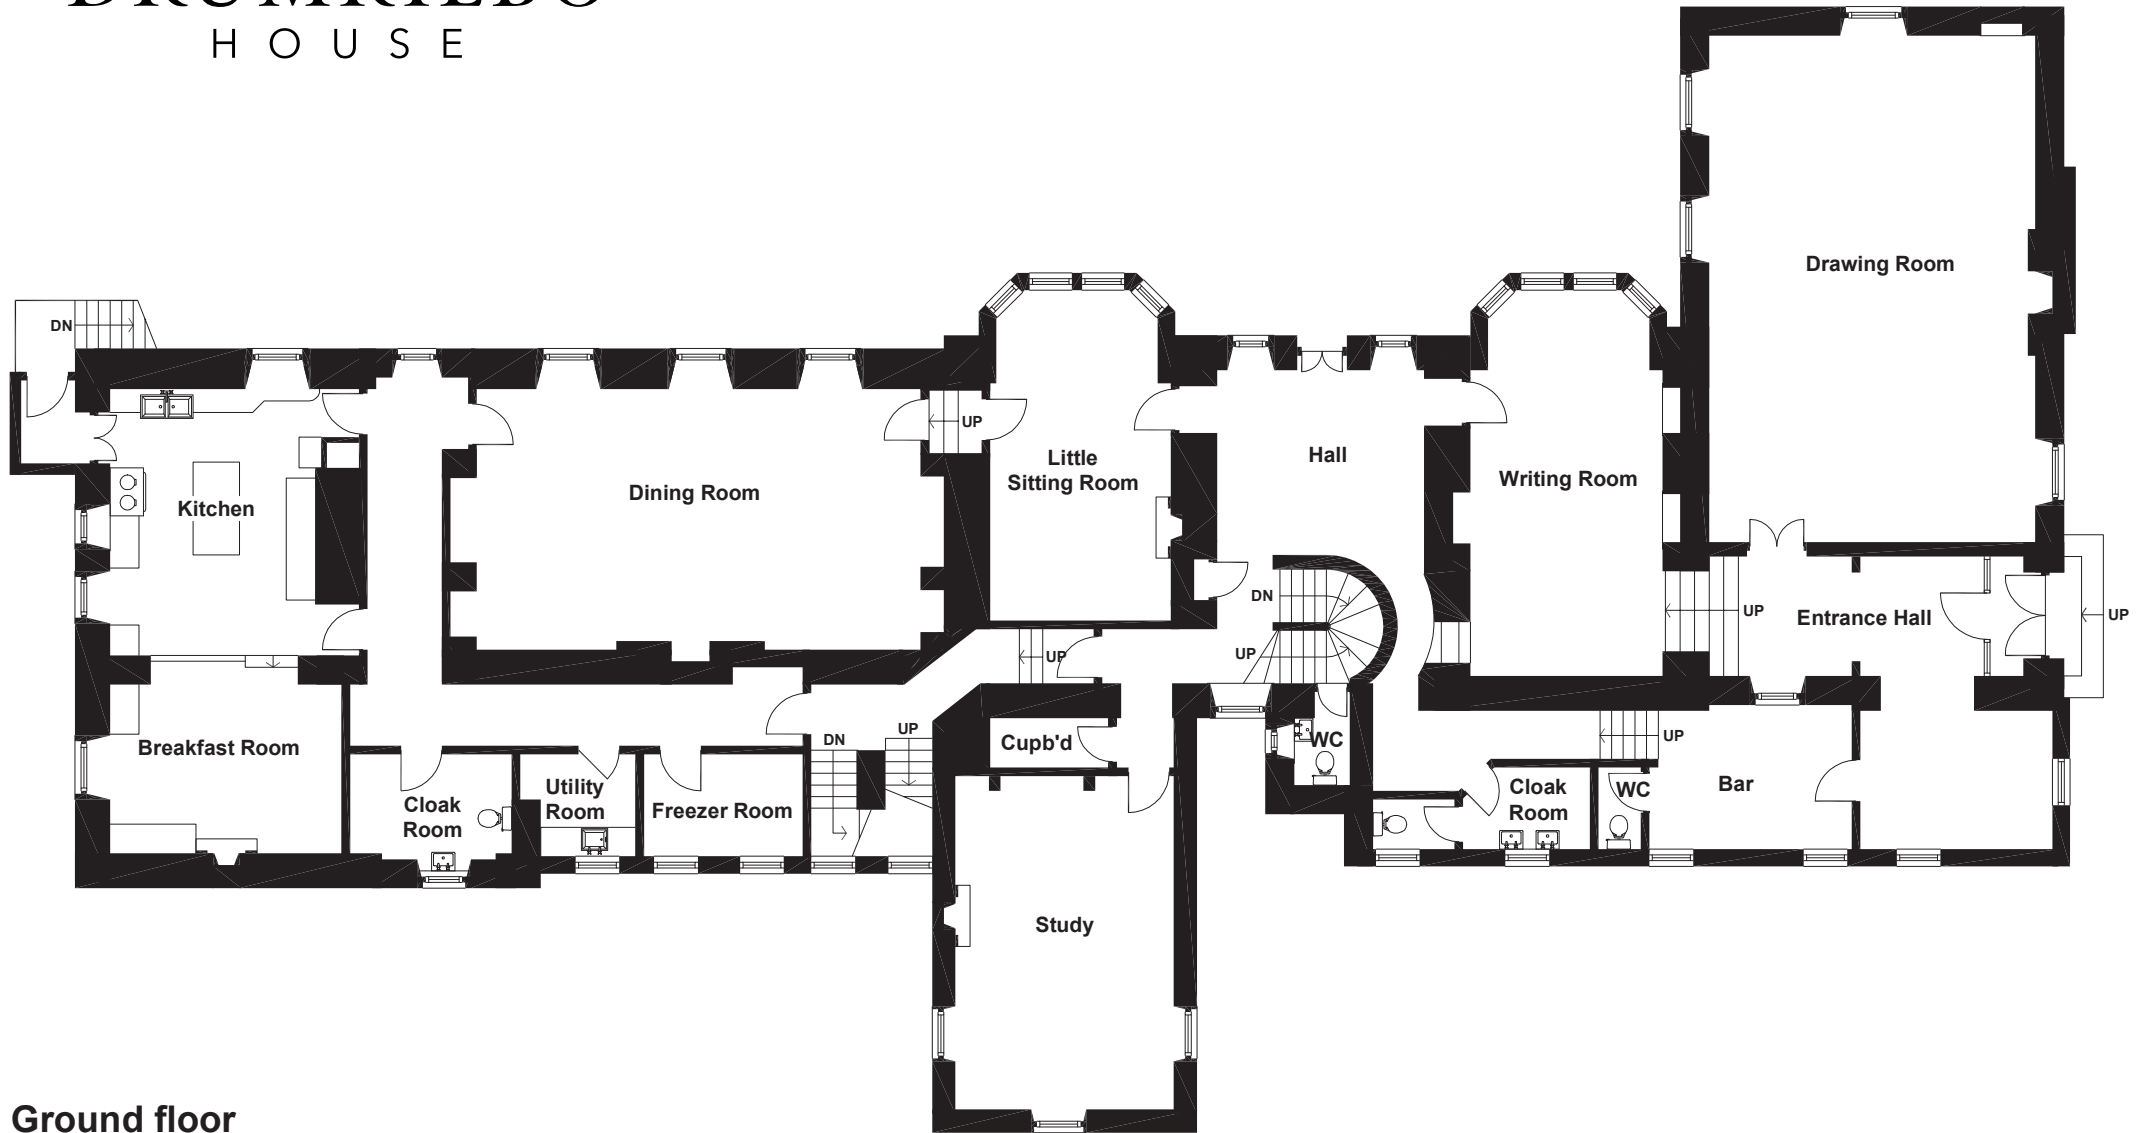 HOUSE
Drawing Room
DN
UP
Little
Sitting Room
Hall
Writing Room
Dining Room
Kitchen
DN
UP
Entrance Hall
UP
UP
UP
UP
Breakfast Room
DN
UP
Cupb'd
WC
UP
Cloak
Room
Utility
Room
Freezer Room
Cloak
Room
WC
Bar
Study
Ground floor